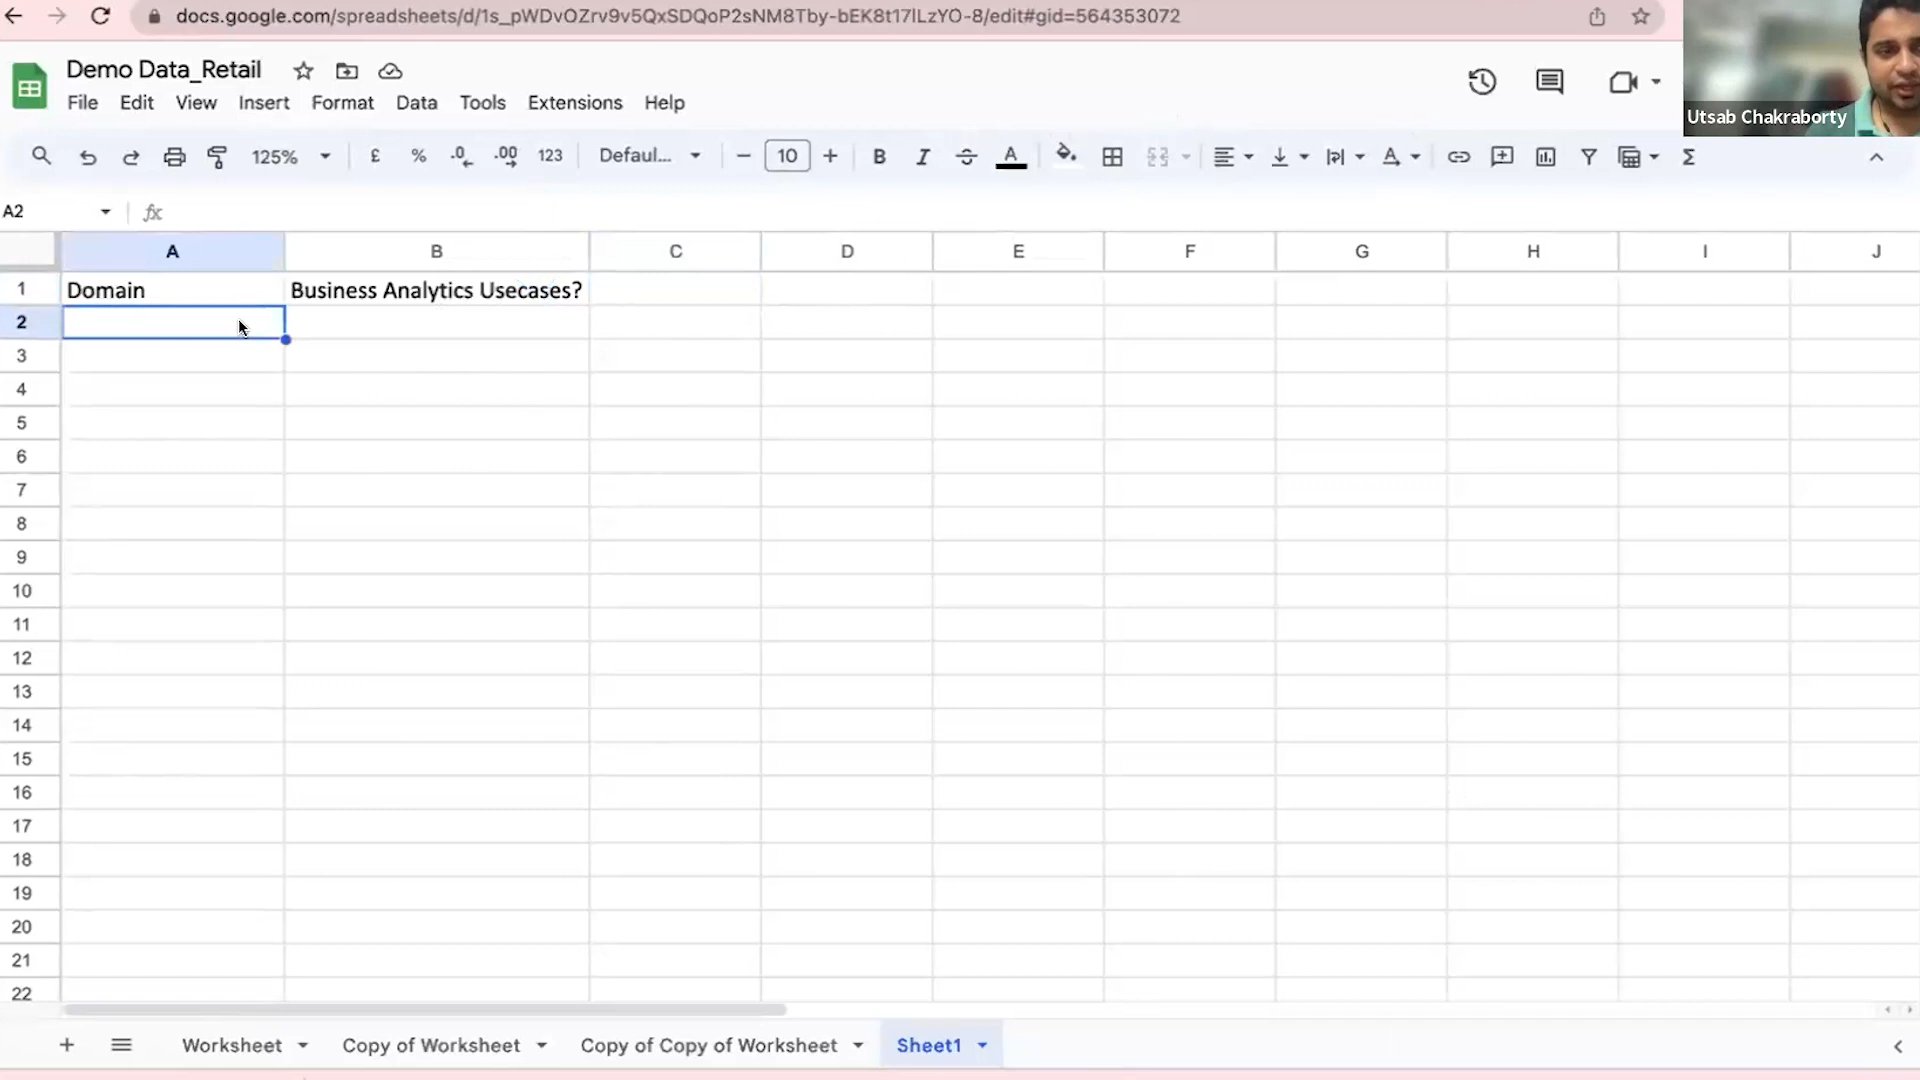 docs.google.com/spreadsheets/d/1s_pWDvOZrv9v5QxSDQoP2sNM8Tby-bEK8t17lLzYO-8/edit#gid=564353072
Demo Data_Retail
File Edit View Insert Format Data Tools Extensions Help
Utsab Chakraborty
125% £ % .0 .00 123 Defaul... 10 B I A Σ
A2 fx
A B C D E F G H I J
1 Domain Business Analytics Usecases?
2
3
4
5
6
7
8
9
10
11
12
13
14
15
16
17
18
19
20
21
22
Worksheet Copy of Worksheet Copy of Copy of Worksheet Sheet1